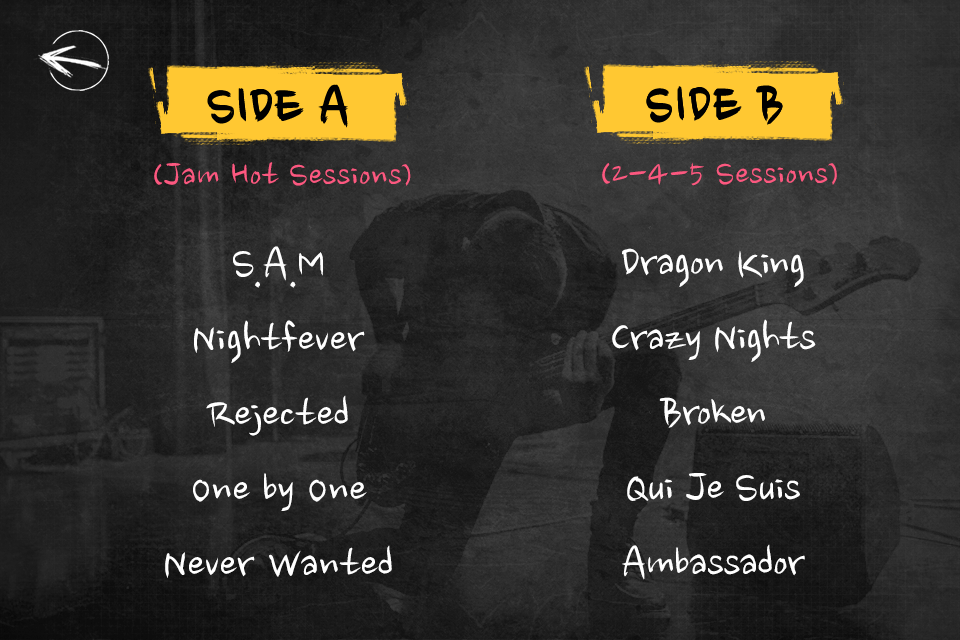 SIDE A
(Jam Hot Sessions)
S.A.M
Nightfever
Rejected
One by One
Never Wanted
SIDE B
(2-4-5 Sessions)
Dragon King
Crazy Nights
Broken
Qui Je Suis
Ambassador